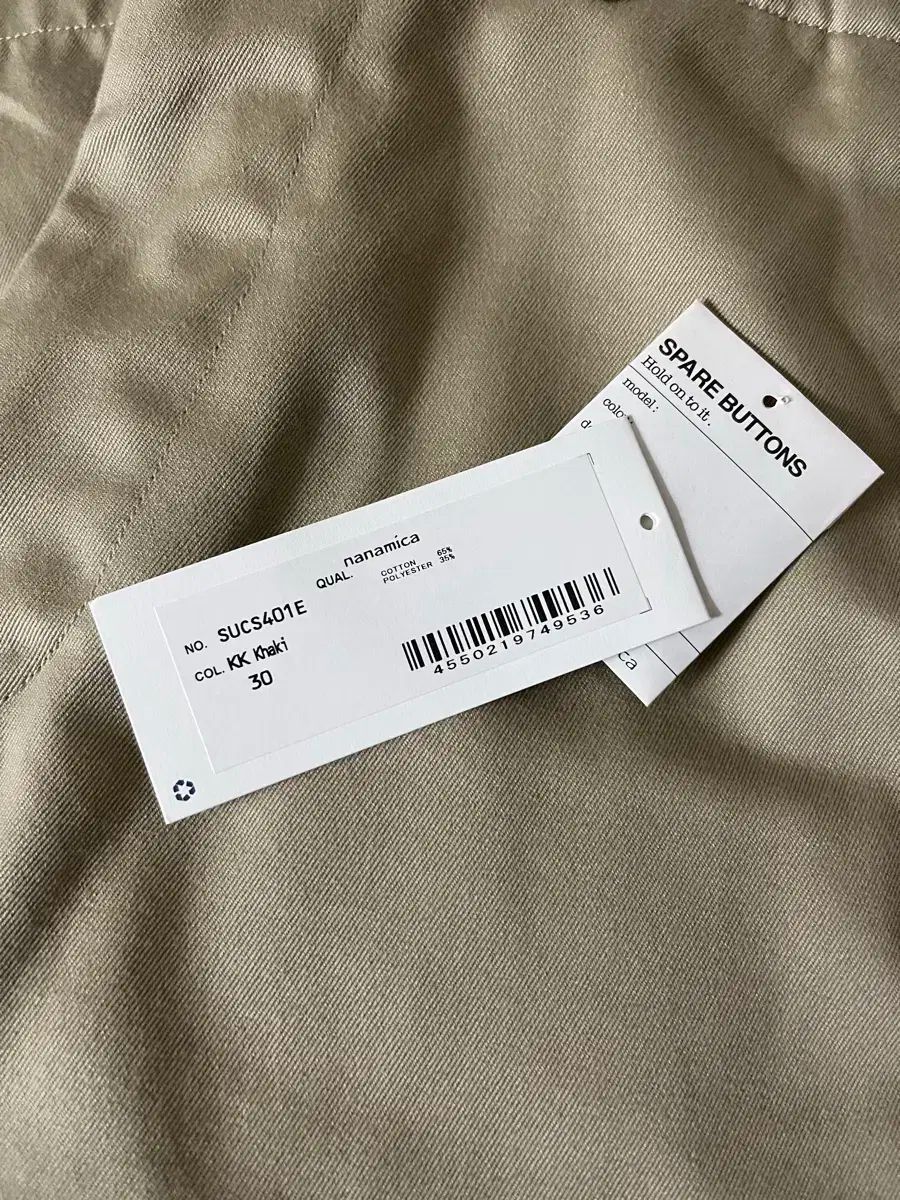 SPARE BUTTONS
Hold on to it.
model:
nanamica
QUAL. COTTON 65%
POLYESTER 35%
NO. SUCS401E
COL. KK Khaki
30
4550219749536